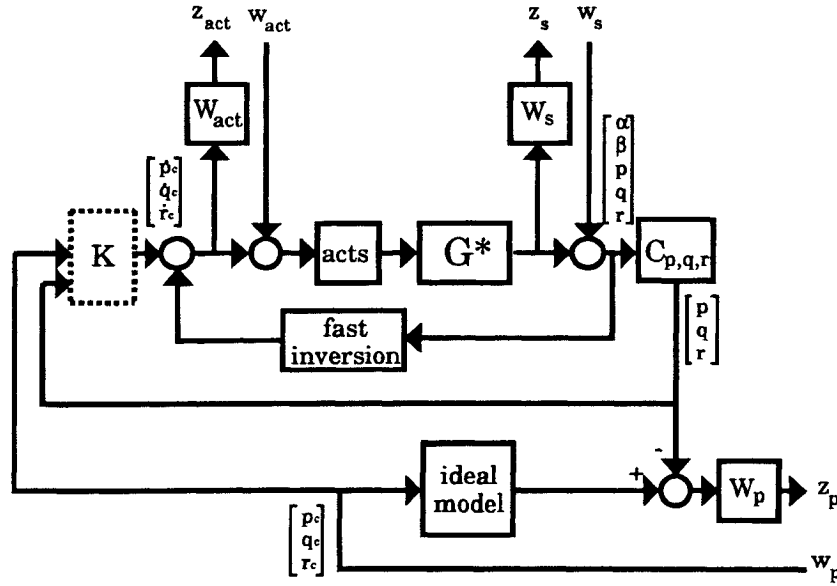 z_act w_act z_s w_s
W_act W_s
α
β
p
q
r
ṗ_c
q̇_c
ṙ_c
K acts G* C_p,q,r
fast
inversion
p
q
r
-
+
ideal
model
W_p z_p
p_c
q_c
r_c
w_p